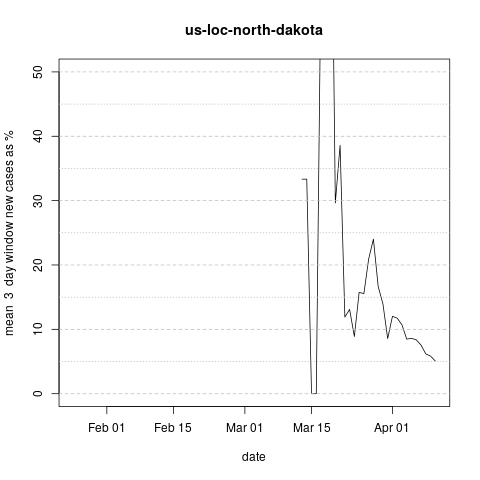 us-loc-north-dakota
mean 3 day window new cases as %
50
40
30
20
10
0
Feb 01 Feb 15 Mar 01 Mar 15 Apr 01
date